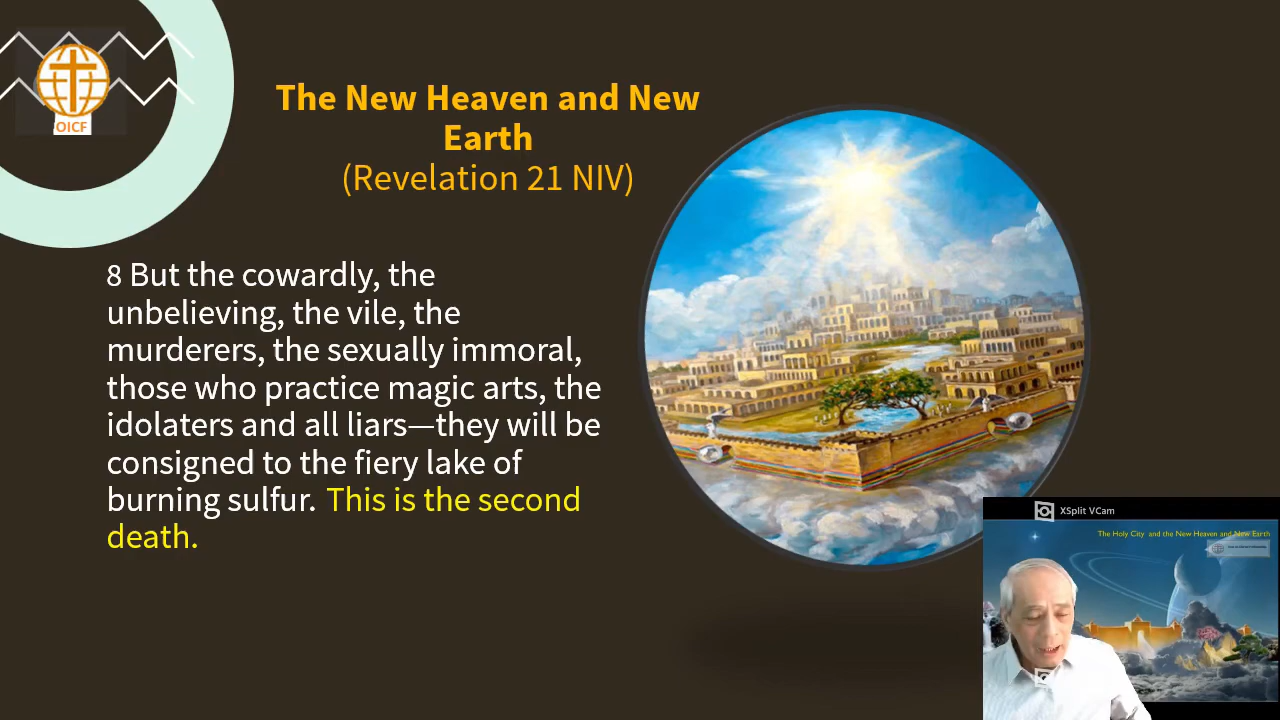 OICF
The New Heaven and New
Earth
(Revelation 21 NIV)
8 But the cowardly, the
unbelieving, the vile, the
murderers, the sexually immoral,
those who practice magic arts, the
idolaters and all liars—they will be
consigned to the fiery lake of
burning sulfur. This is the second
death.
XSplit VCam
The Holy City and the New Heaven and New Earth